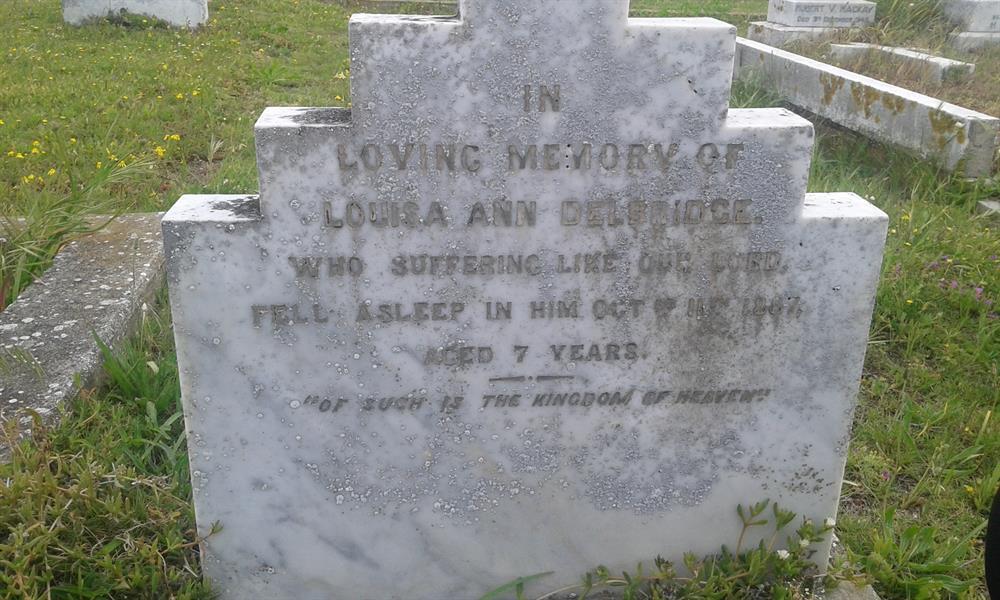 IN
LOVING MEMORY OF
LOUISA ANN DELBRIDGE.
WHO SUFFERING LIKE OUR LORD,
FELL ASLEEP IN HIM OCT 11TH
AGED 7 YEARS.
"OF SUCH IS THE KINGDOM OF HEAVEN"